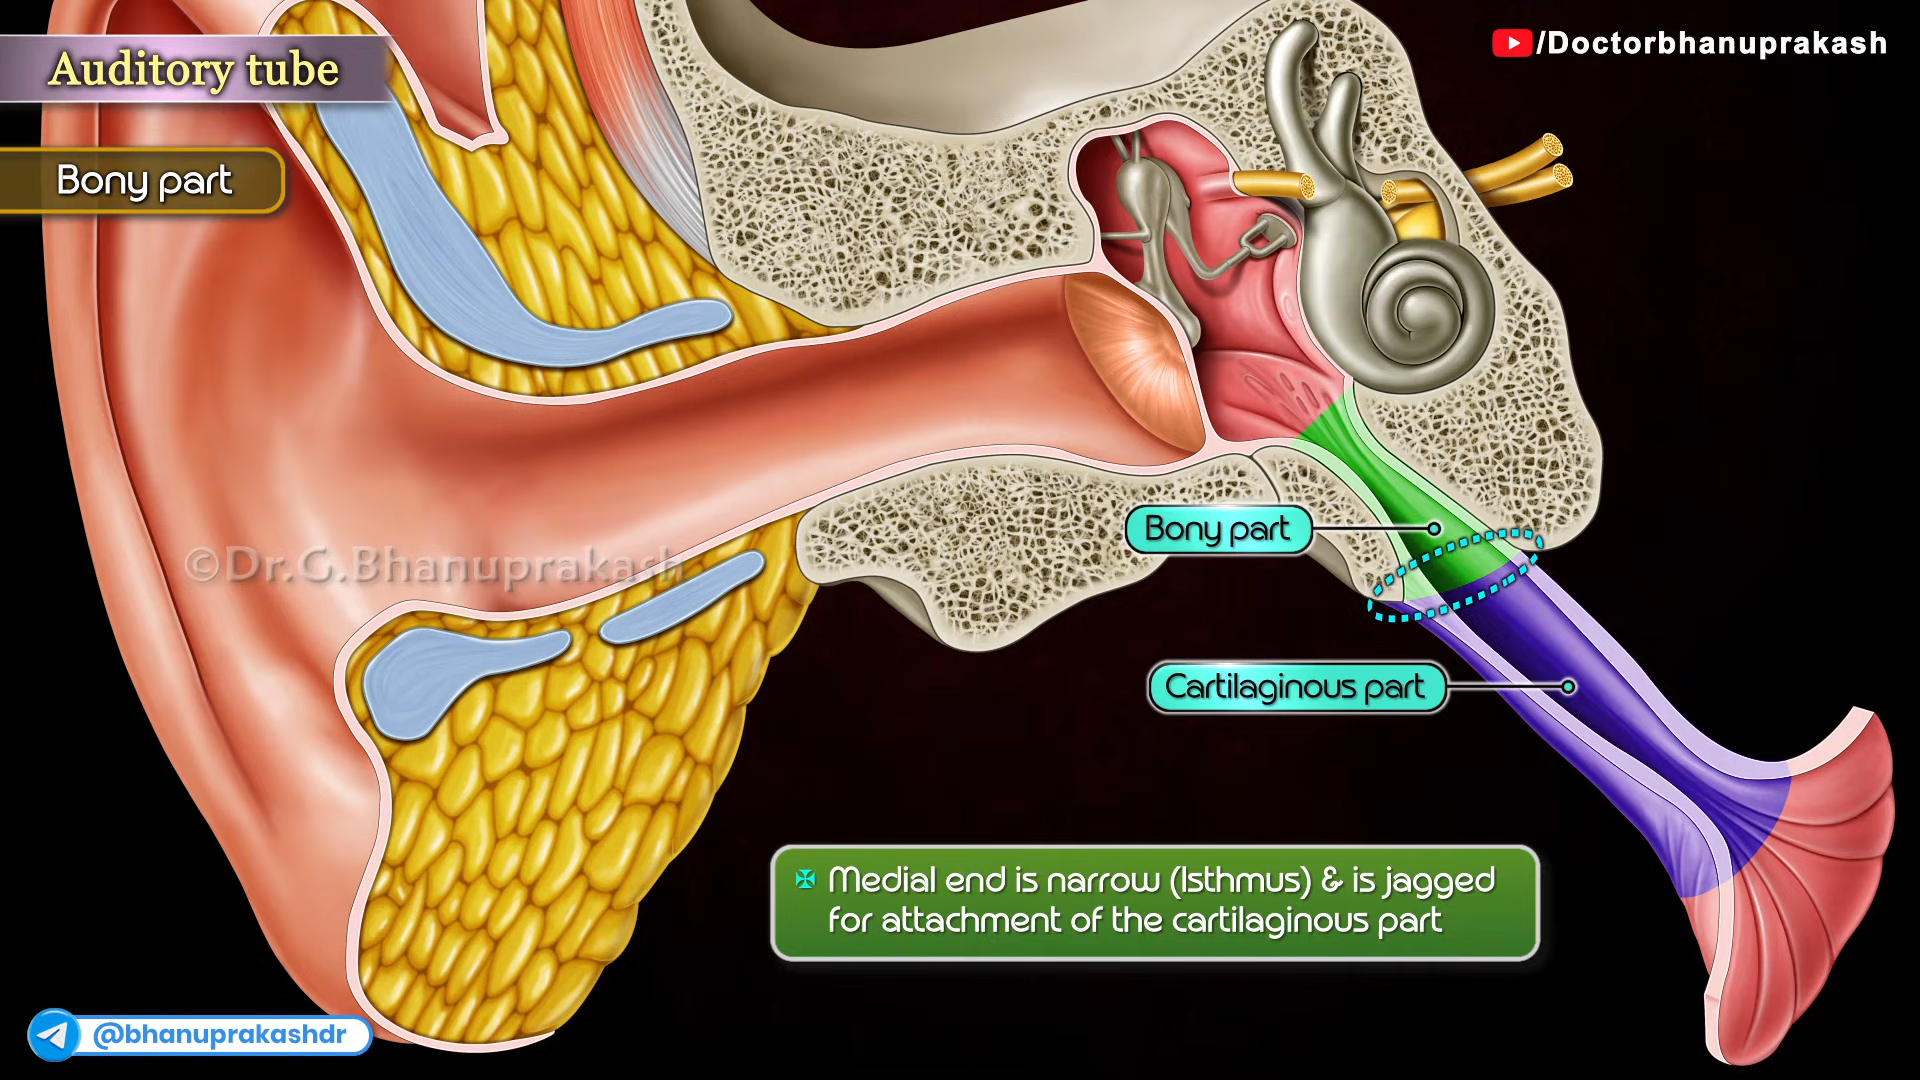 Auditory tube
/Doctorbhanuprakash
Bony part
Bony part
©Dr.G.Bhanuprakash
Cartilaginous part
Medial end is narrow (Isthmus) & is jagged
for attachment of the cartilaginous part
@bhanuprakashdr